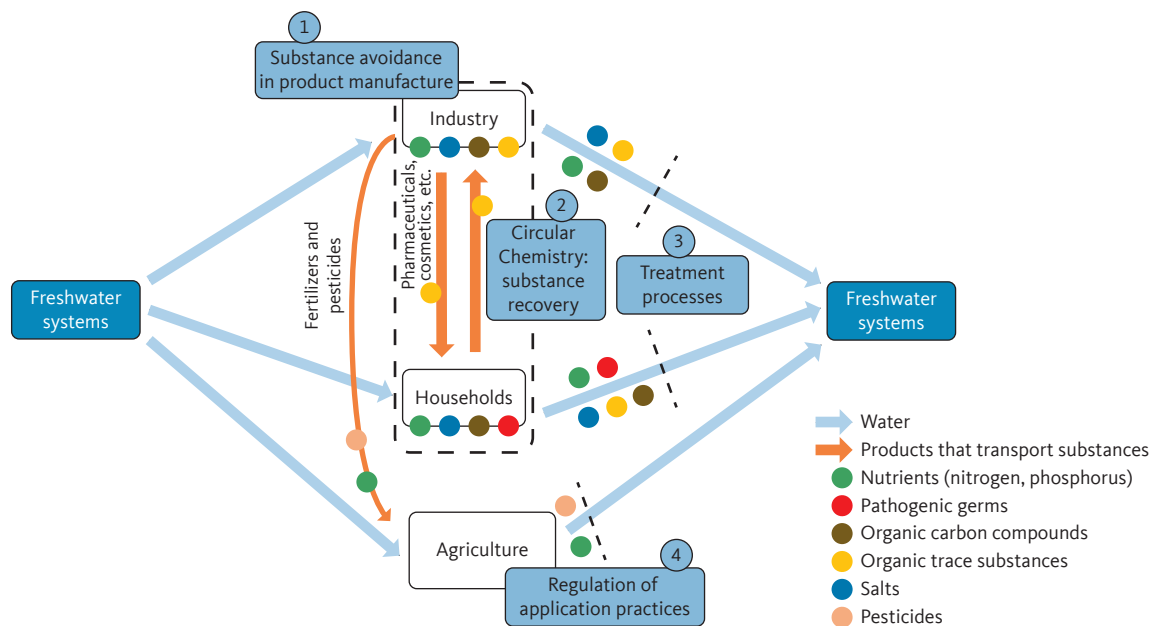 1
Substance avoidance
in product manufacture
Industry
Pharmaceuticals,
cosmetics, etc.
Fertilizers and
pesticides
2
Circular
Chemistry:
substance
recovery
3
Treatment
processes
Freshwater
systems
Freshwater
systems
Households
Agriculture
4
Regulation of
application practices
Water
Products that transport substances
Nutrients (nitrogen, phosphorus)
Pathogenic germs
Organic carbon compounds
Organic trace substances
Salts
Pesticides